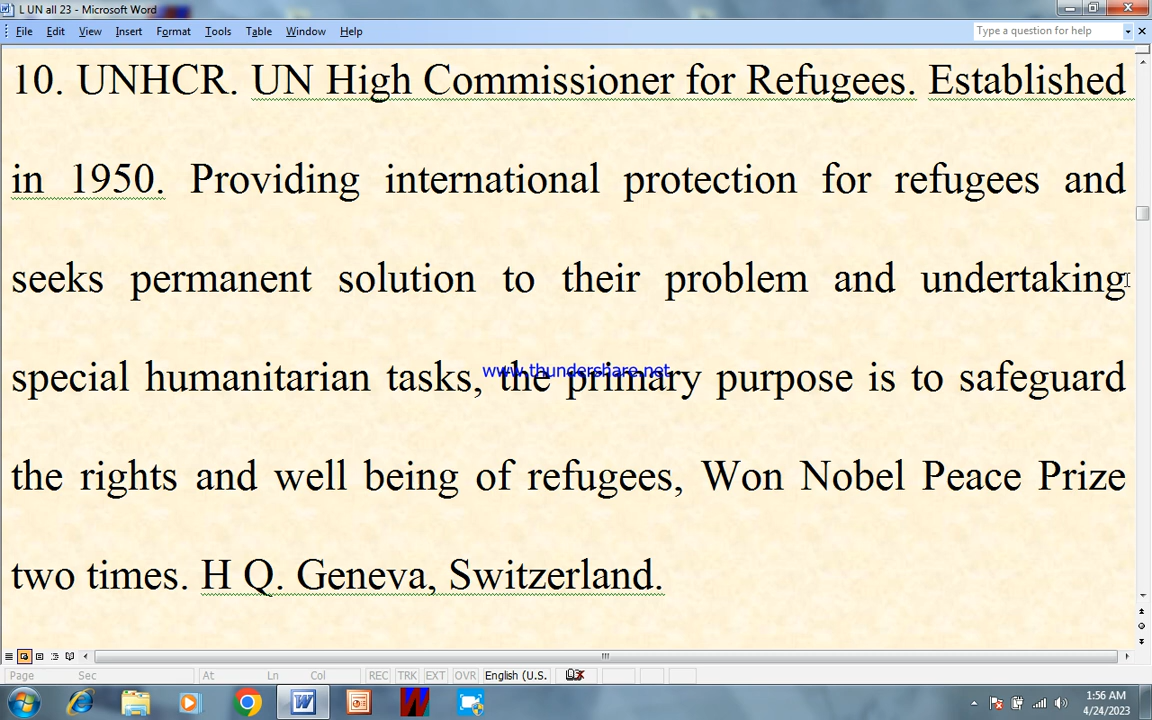 L UN all 23 - Microsoft Word
File Edit View Insert Format Tools Table Window Help Type a question for help
10. UNHCR. UN High Commissioner for Refugees. Established
in 1950. Providing international protection for refugees and
seeks permanent solution to their problem and undertaking
special humanitarian tasks, the primary purpose is to safeguard
www.thundershare.net
the rights and well being of refugees, Won Nobel Peace Prize
two times. H Q. Geneva, Switzerland.
Page Sec At Ln Col REC TRK EXT OVR English (U.S.
1:56 AM
4/24/2023